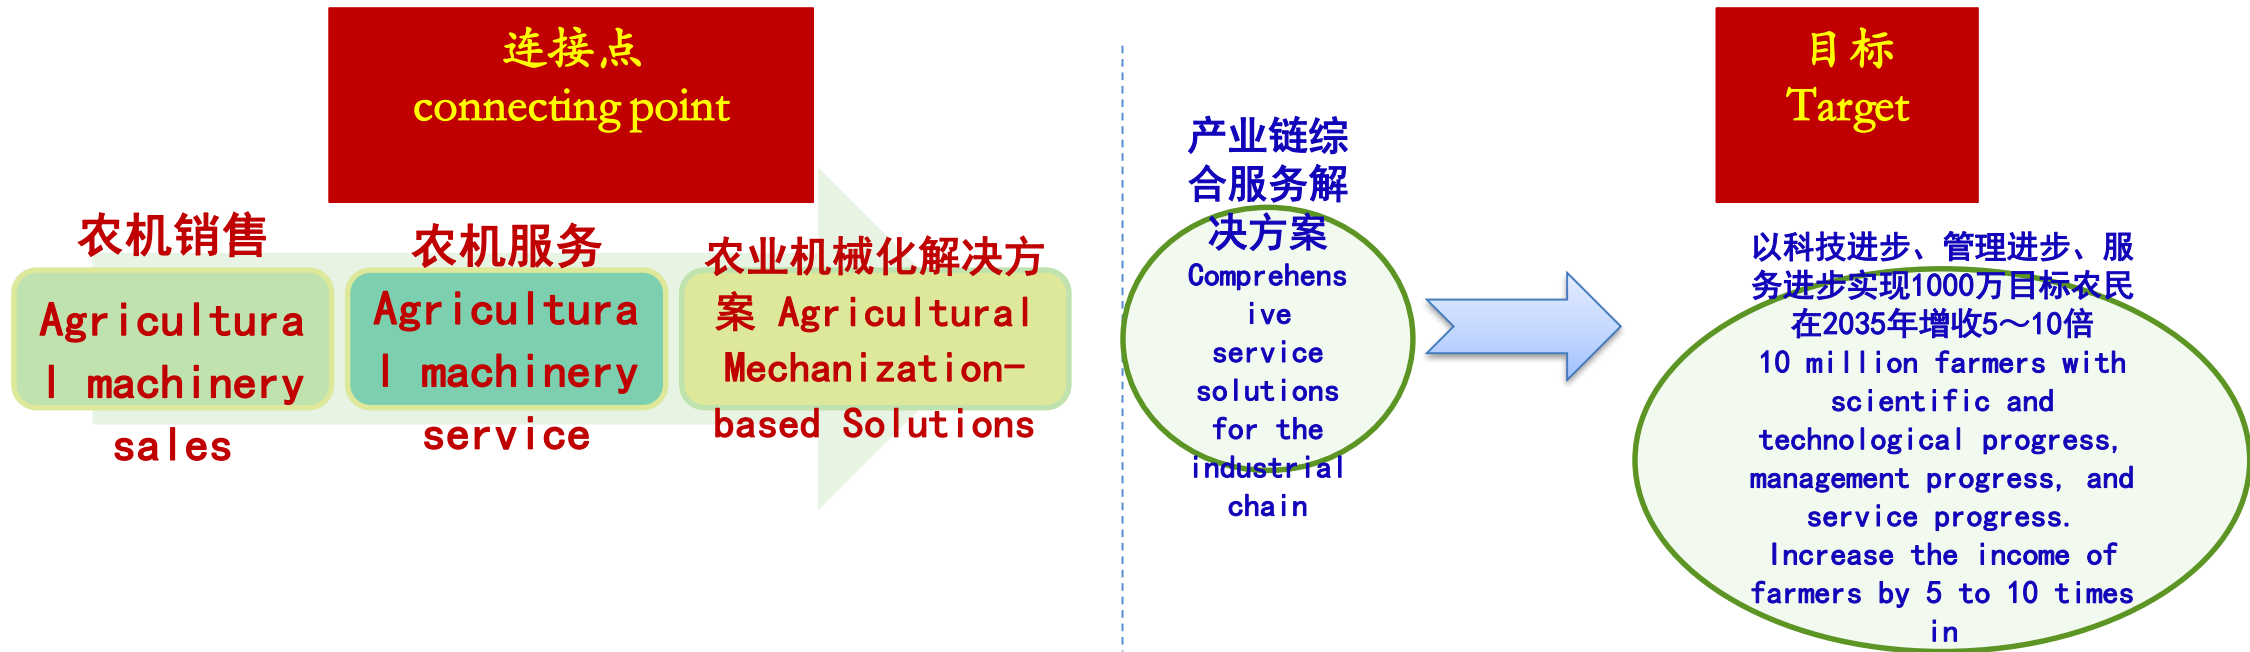 连接点
connecting point
农机销售
Agricultura
l machinery
sales
农机服务
Agricultura
l machinery
service
农业机械化解决方
案 Agricultural
Mechanization-
based Solutions
产业链综
合服务解
决方案
Comprehens
ive
service
solutions
for the
industrial
chain
目标
Target
以科技进步、管理进步、服
务进步实现1000万目标农民
在2035年增收5～10倍
10 million farmers with
scientific and
technological progress,
management progress, and
service progress.
Increase the income of
farmers by 5 to 10 times
in